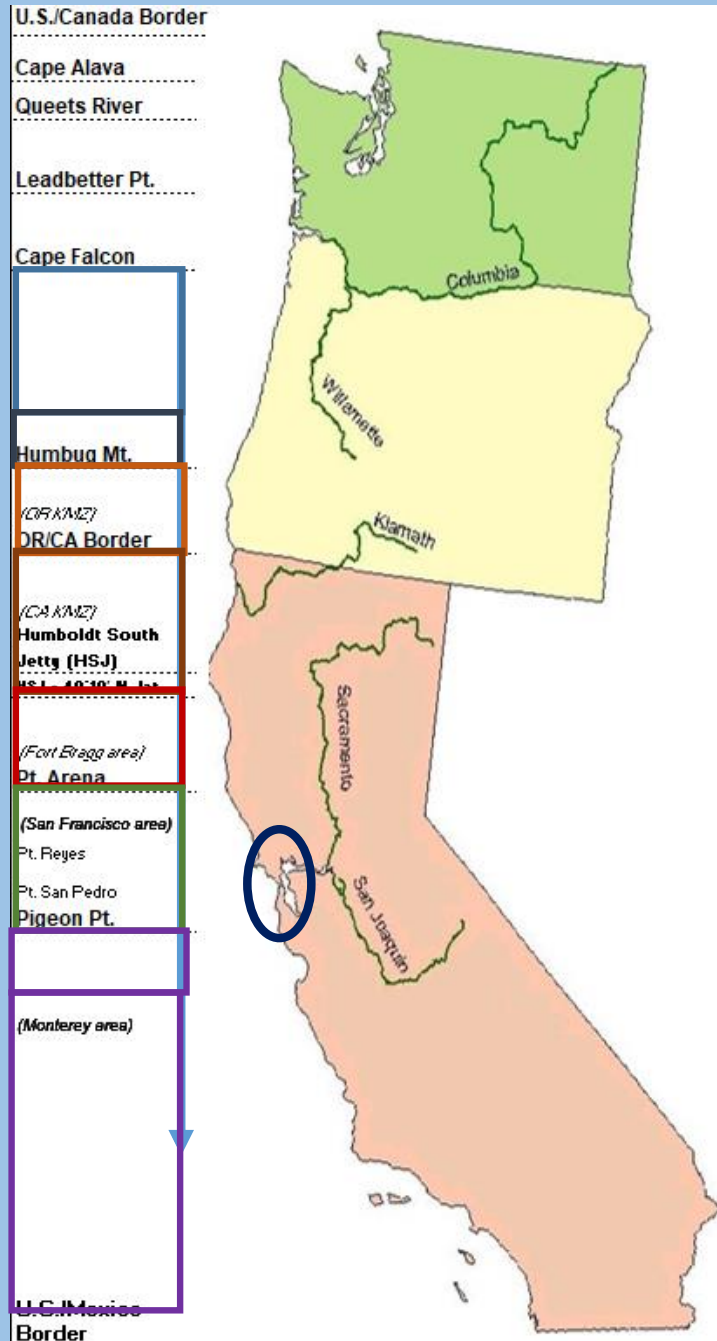 U.S./Canada Border
Cape Alava
Queets River
Leadbetter Pt.
Cape Falcon
Humbug Mt.
(OR KMZ)
OR/CA Border
(CA KMZ)
Humboldt South
Jetty (HSJ)
(Fort Bragg area)
Pt. Arena
(San Francisco area)
Pt. Reyes
Pt. San Pedro
Pigeon Pt.
(Monterey area)
U.S./Mexico
Border
Columbia
Willamette
Klamath
Sacramento
San Joaquin